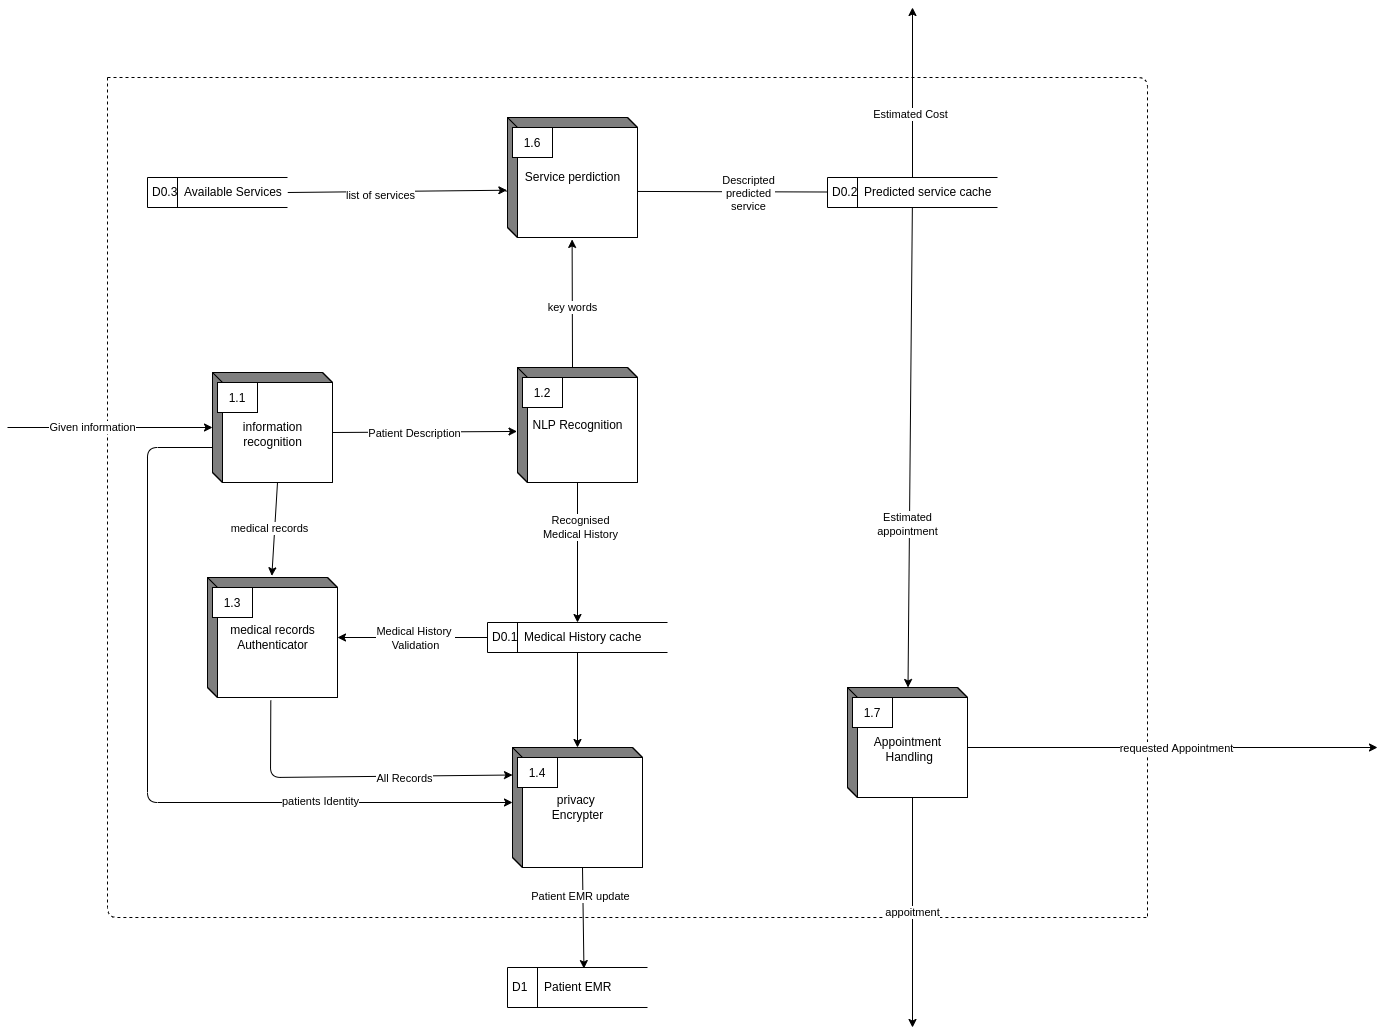 Estimated Cost
1.6
Service perdiction
D0.3 Available Services
list of services
Descripted
predicted
service
D0.2 Predicted service cache
key words
1.1
information
recognition
Given information
Patient Description
1.2
NLP Recognition
medical records
Recognised
Medical History
Estimated
appointment
1.3
medical records
Authenticator
Medical History
Validation
D0.1 Medical History cache
1.7
Appointment
Handling
requested Appointment
All Records
patients Identity
1.4
privacy
Encrypter
Patient EMR update
appoitment
D1 Patient EMR